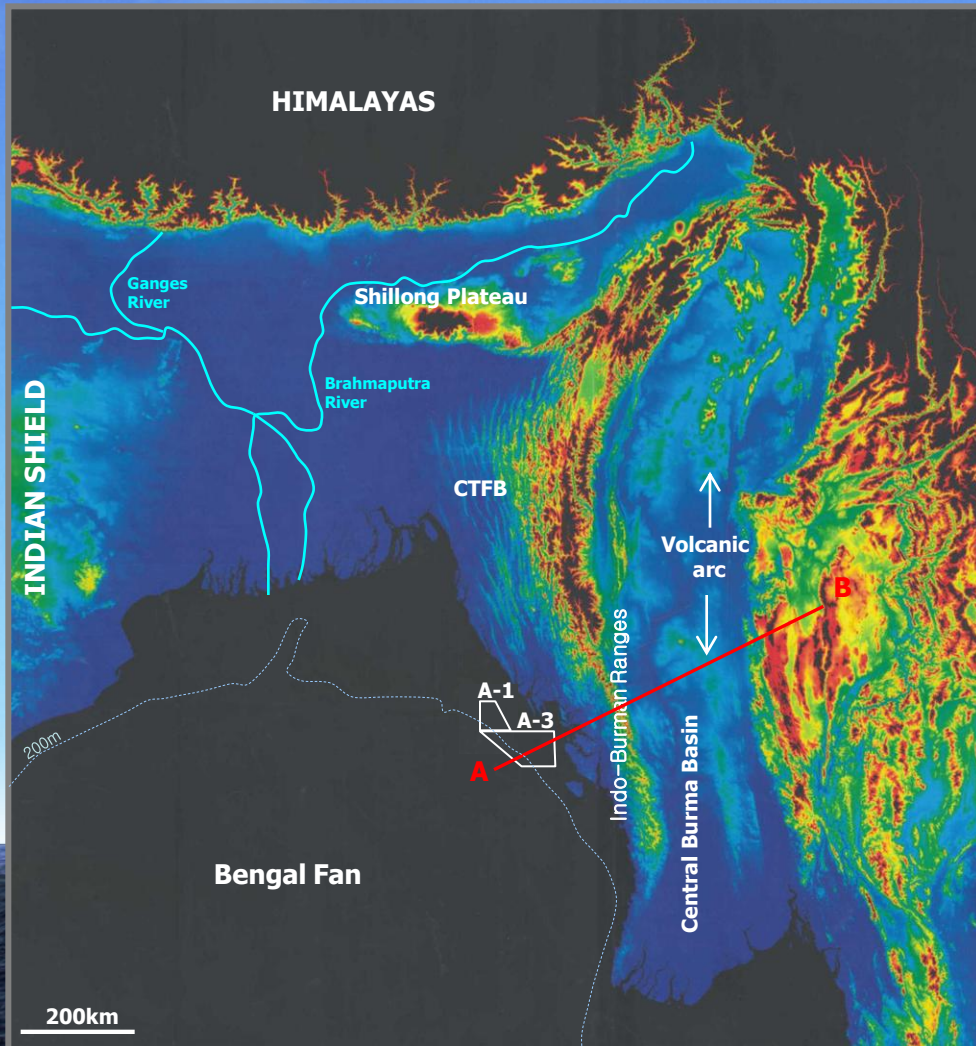 HIMALAYAS
Ganges
River
Shillong Plateau
Brahmaputra
River
INDIAN SHIELD
CTFB
Volcanic
arc
B
Indo-Burman Ranges
A-1
A-3
200m
A
Central Burma Basin
Bengal Fan
200km